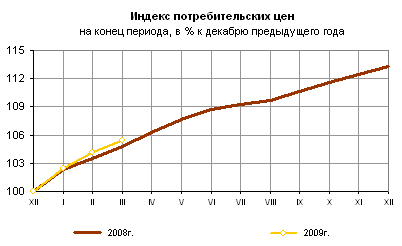 Индекс потребительских цен
на конец периода, в % к декабрю предыдущего года
115
112
109
106
103
100
XII I II III IV V VI VII VIII IX X XI XII
2008г. 2009г.